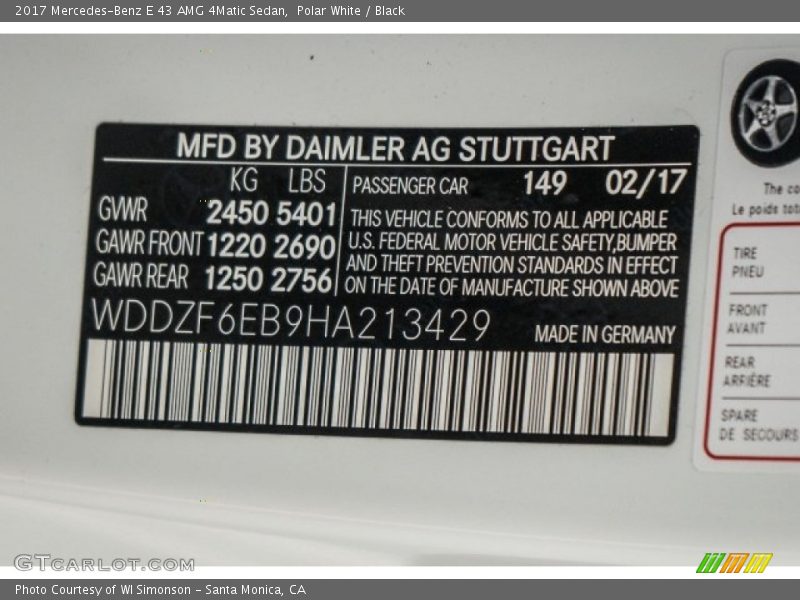 2017 Mercedes-Benz E 43 AMG 4Matic Sedan, Polar White / Black
MFD BY DAIMLER AG STUTTGART
KG LBS
GVWR 2450 5401
GAWR FRONT 1220 2690
GAWR REAR 1250 2756
PASSENGER CAR 149 02/17
THIS VEHICLE CONFORMS TO ALL APPLICABLE
U.S. FEDERAL MOTOR VEHICLE SAFETY,BUMPER
AND THEFT PREVENTION STANDARDS IN EFFECT
ON THE DATE OF MANUFACTURE SHOWN ABOVE
WDDZF6EB9HA213429
MADE IN GERMANY
The co
Le poids tot
TIRE
PNEU
FRONT
AVANT
REAR
ARRIÈRE
SPARE
DE SECOURS
GTCARLOT.COM
Photo Courtesy of WI Simonson - Santa Monica, CA